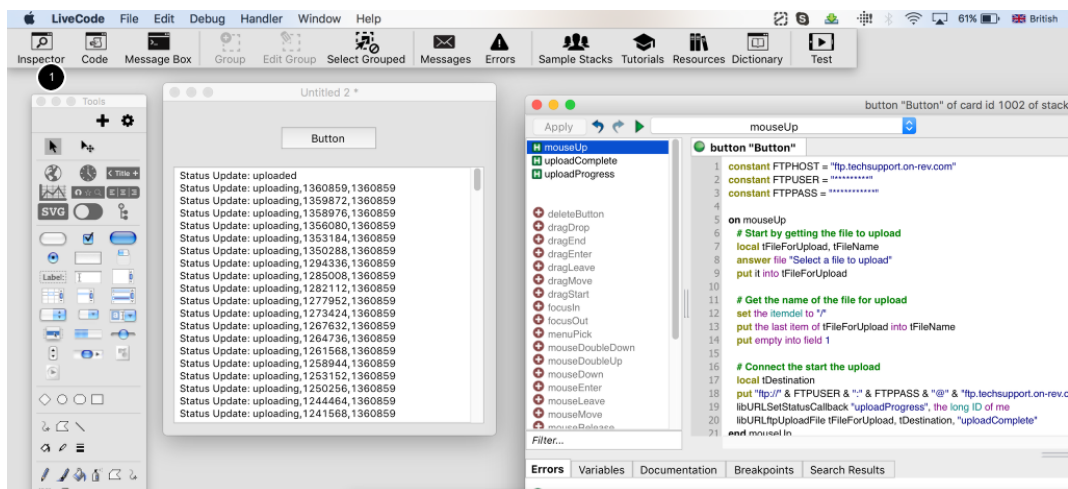 LiveCode File Edit Debug Handler Window Help 61% British
Inspector Code Message Box Group Edit Group Select Grouped Messages Errors Sample Stacks Tutorials Resources Dictionary Test
1
Tools
Title +
SVG
Label:
Untitled 2 *
Button
Status Update: uploaded
Status Update: uploading,1360859,1360859
Status Update: uploading,1359872,1360859
Status Update: uploading,1358976,1360859
Status Update: uploading,1356080,1360859
Status Update: uploading,1353184,1360859
Status Update: uploading,1350288,1360859
Status Update: uploading,1294336,1360859
Status Update: uploading,1285008,1360859
Status Update: uploading,1282112,1360859
Status Update: uploading,1277952,1360859
Status Update: uploading,1273424,1360859
Status Update: uploading,1267632,1360859
Status Update: uploading,1264736,1360859
Status Update: uploading,1261568,1360859
Status Update: uploading,1258944,1360859
Status Update: uploading,1253152,1360859
Status Update: uploading,1250256,1360859
Status Update: uploading,1244464,1360859
Status Update: uploading,1241568,1360859
button "Button" of card id 1002 of stack
Apply mouseUp
H mouseUp
H uploadComplete
H uploadProgress
deleteButton
dragDrop
dragEnd
dragEnter
dragLeave
dragMove
dragStart
focusIn
focusOut
menuPick
mouseDoubleDown
mouseDoubleUp
mouseDown
mouseEnter
mouseLeave
mouseMove
mouseRelease
Filter...
button "Button"
1 constant FTPHOST = "ftp.techsupport.on-rev.com"
2 constant FTPUSER = "*********"
3 constant FTPPASS = "************"
4
5 on mouseUp
6 # Start by getting the file to upload
7 local tFileForUpload, tFileName
8 answer file "Select a file to upload"
9 put it into tFileForUpload
10
11 # Get the name of the file for upload
12 set the itemdel to "/"
13 put the last item of tFileForUpload into tFileName
14 put empty into field 1
15
16 # Connect the start the upload
17 local tDestination
18 put "ftp://" & FTPUSER & ":" & FTPPASS & "@" & "ftp.techsupport.on-rev.c
19 libURLSetStatusCallback "uploadProgress", the long ID of me
20 libURLftpUploadFile tFileForUpload, tDestination, "uploadComplete"
21 end mouseUp
Errors Variables Documentation Breakpoints Search Results